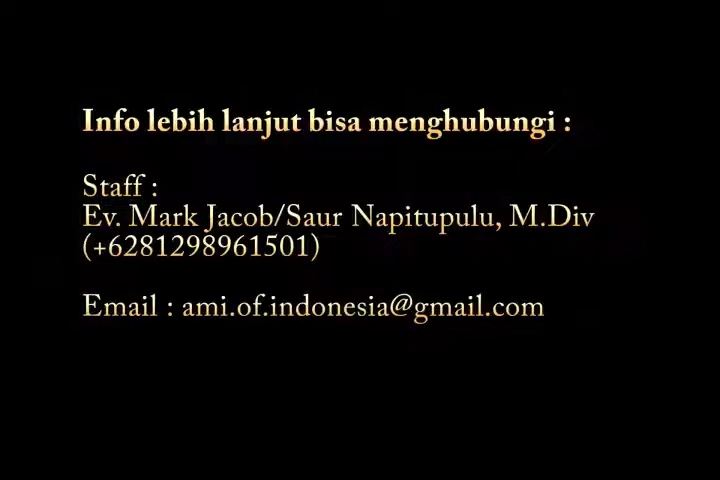 Info lebih lanjut bisa menghubungi :
Staff :
Ev. Mark Jacob/Saur Napitupulu, M.Div
(+6281298961501)
Email : ami.of.indonesia@gmail.com